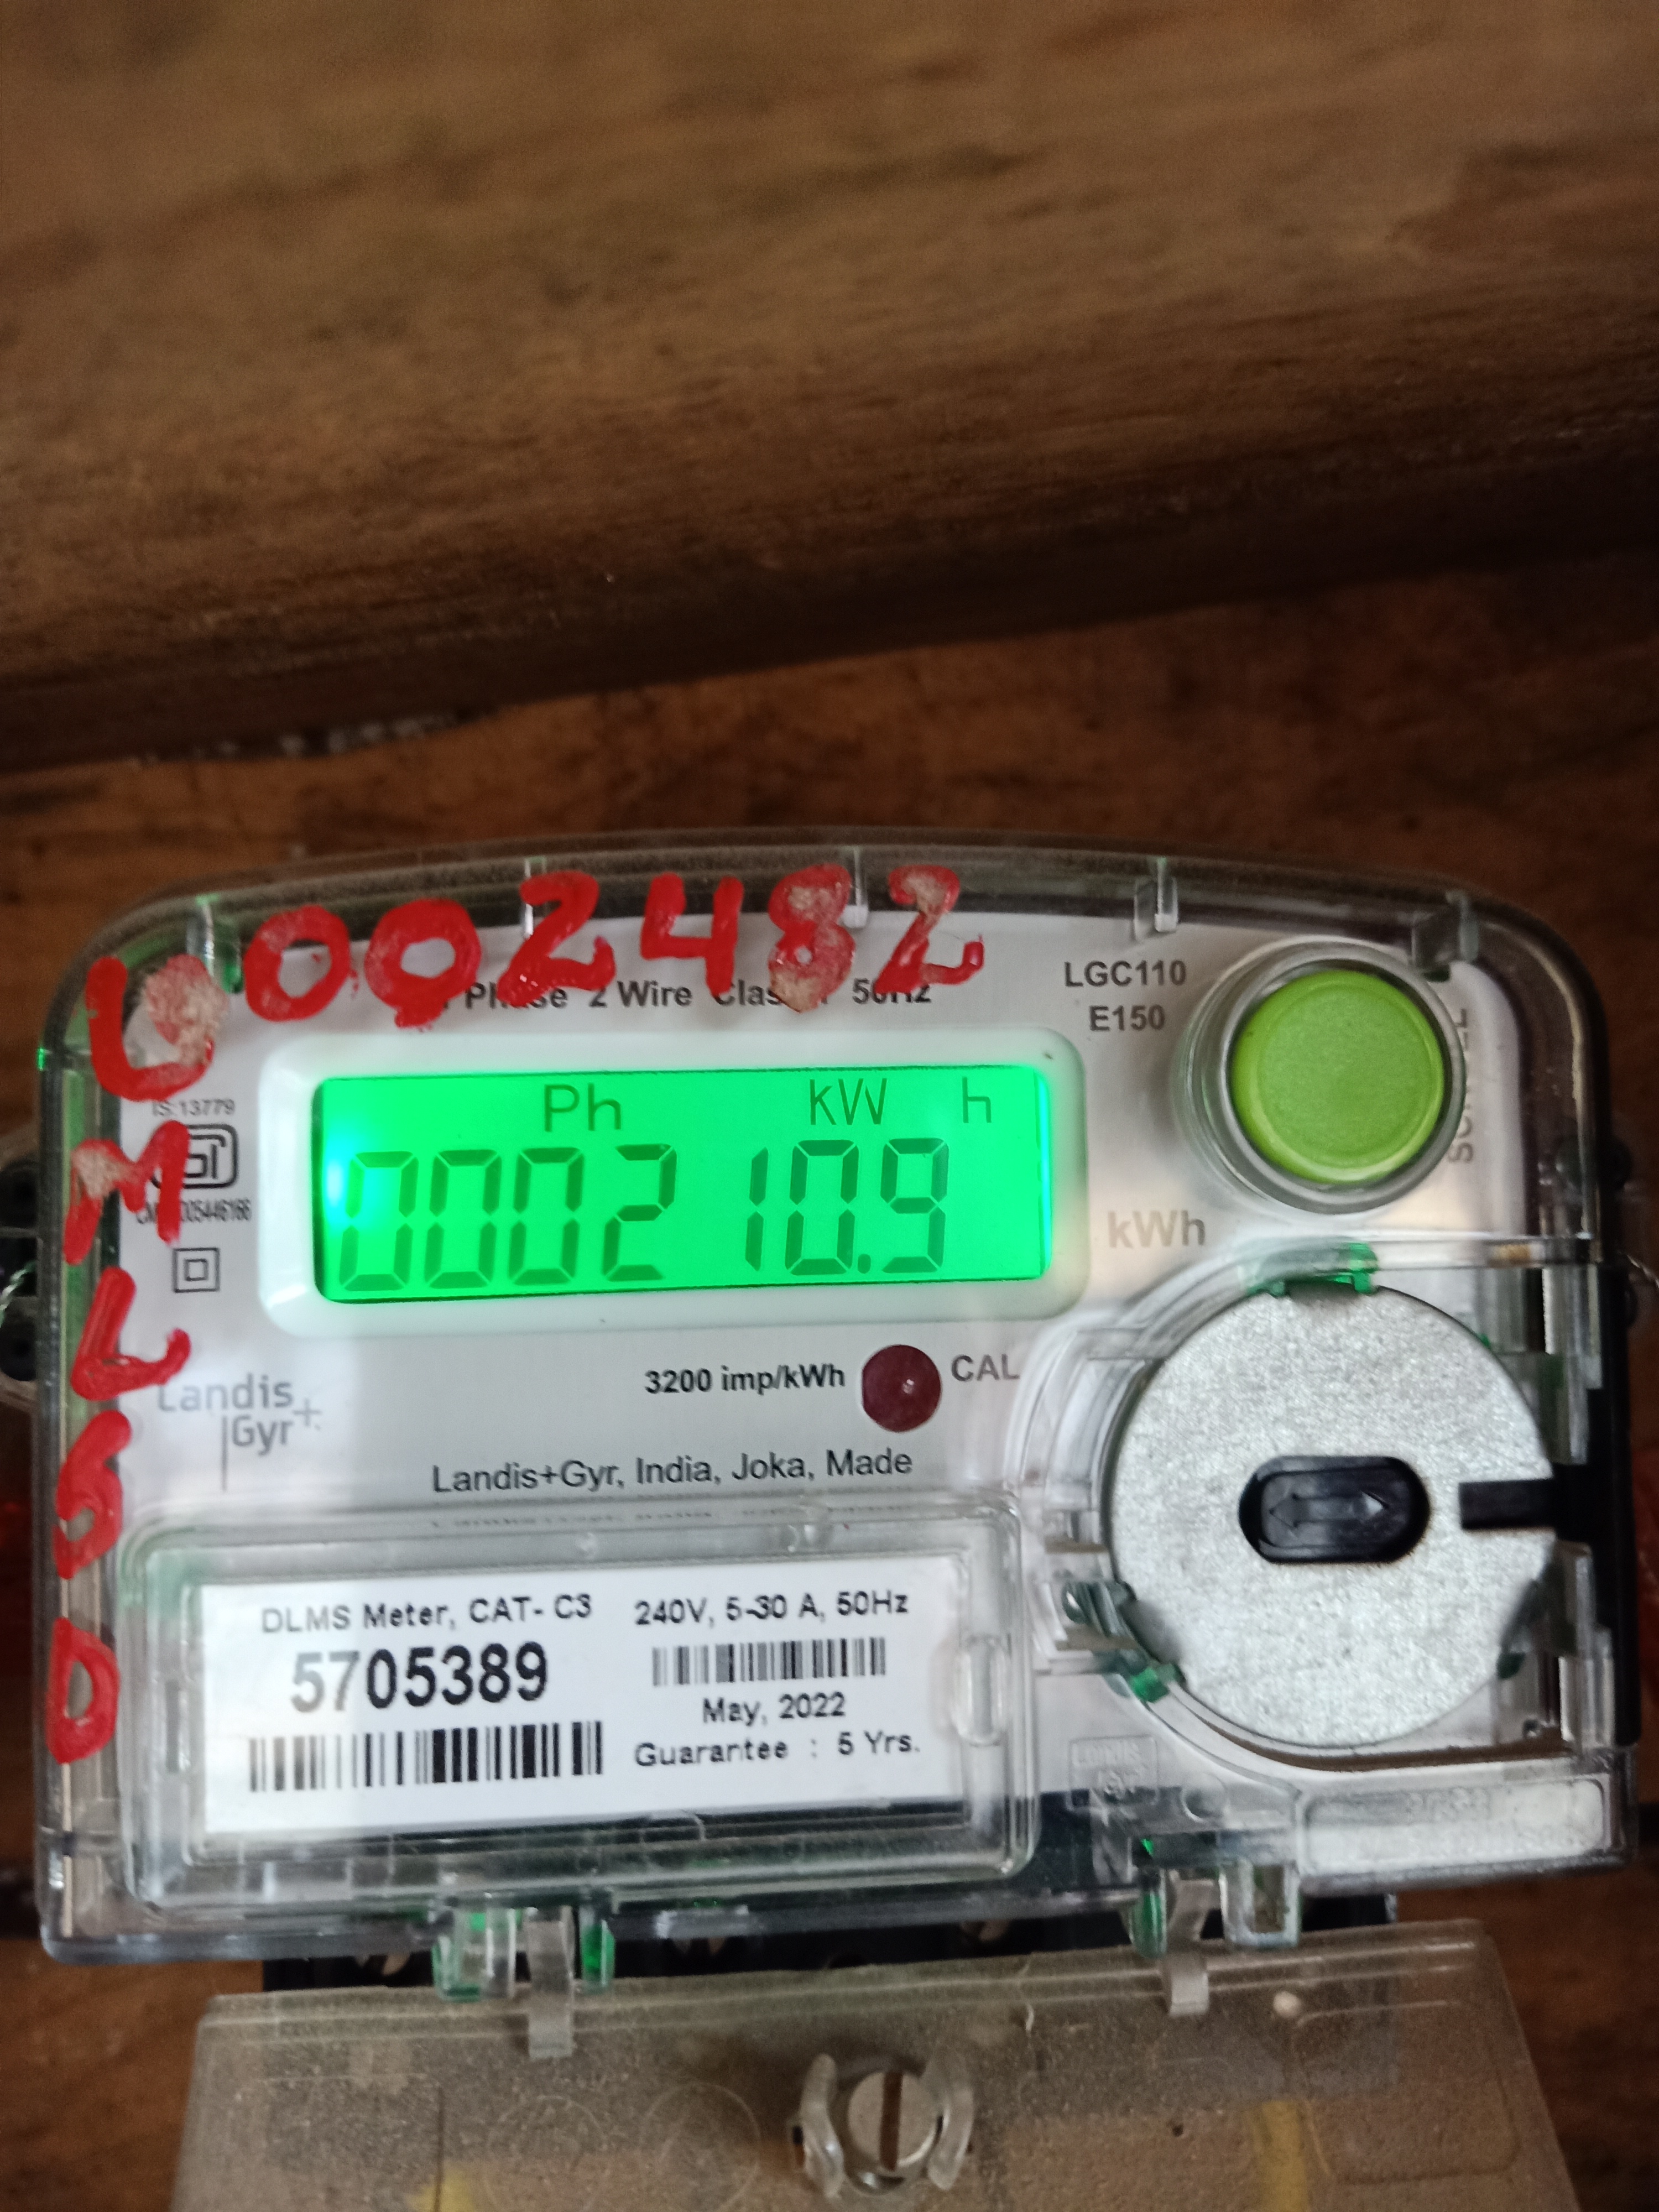 002482
LGC110
E150
2 Wire
IS:13779
Ph kW h
000210.9
kWh
3200 imp/kWh CAL
Landis+
Gyr
Landis+Gyr, India, Joka, Made
DLMS Meter, CAT- C3
5705389
240V, 5-30 A, 50Hz
May, 2022
Guarantee : 5 Yrs.